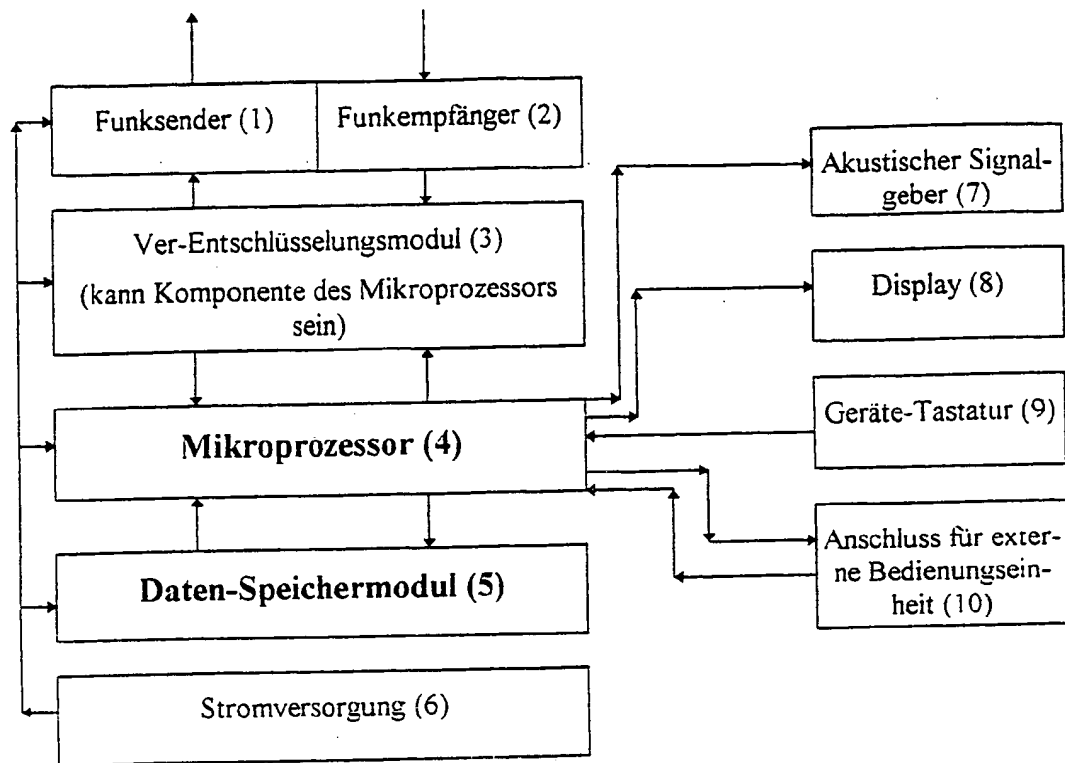 Funksender (1)
Funkempfänger (2)
Ver-Entschlüsselungsmodul (3)
(kann Komponente des Mikroprozessors
sein)
Mikroprozessor (4)
Daten-Speichermodul (5)
Stromversorgung (6)
Akustischer Signal-
geber (7)
Display (8)
Geräte-Tastatur (9)
Anschluss für exter-
ne Bedienungsein-
heit (10)